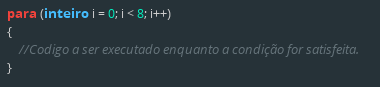 para (inteiro i = 0; i < 8; i++)
{
//Codigo a ser executado enquanto a condição for satisfeita.
}